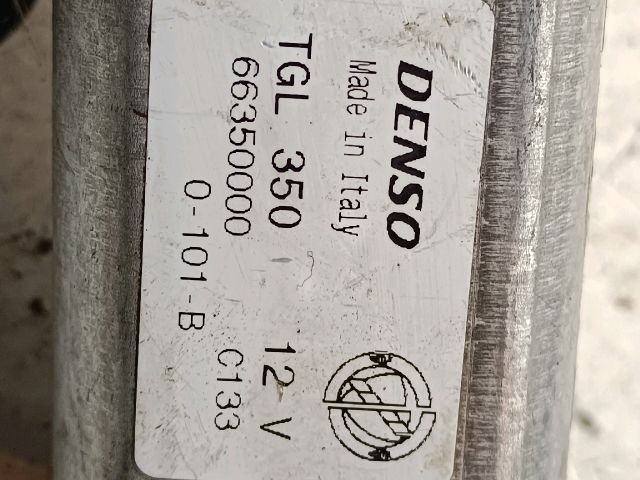 DENSO
Made in Italy
TGL 350 12 V
66350000 C133
0-101-B